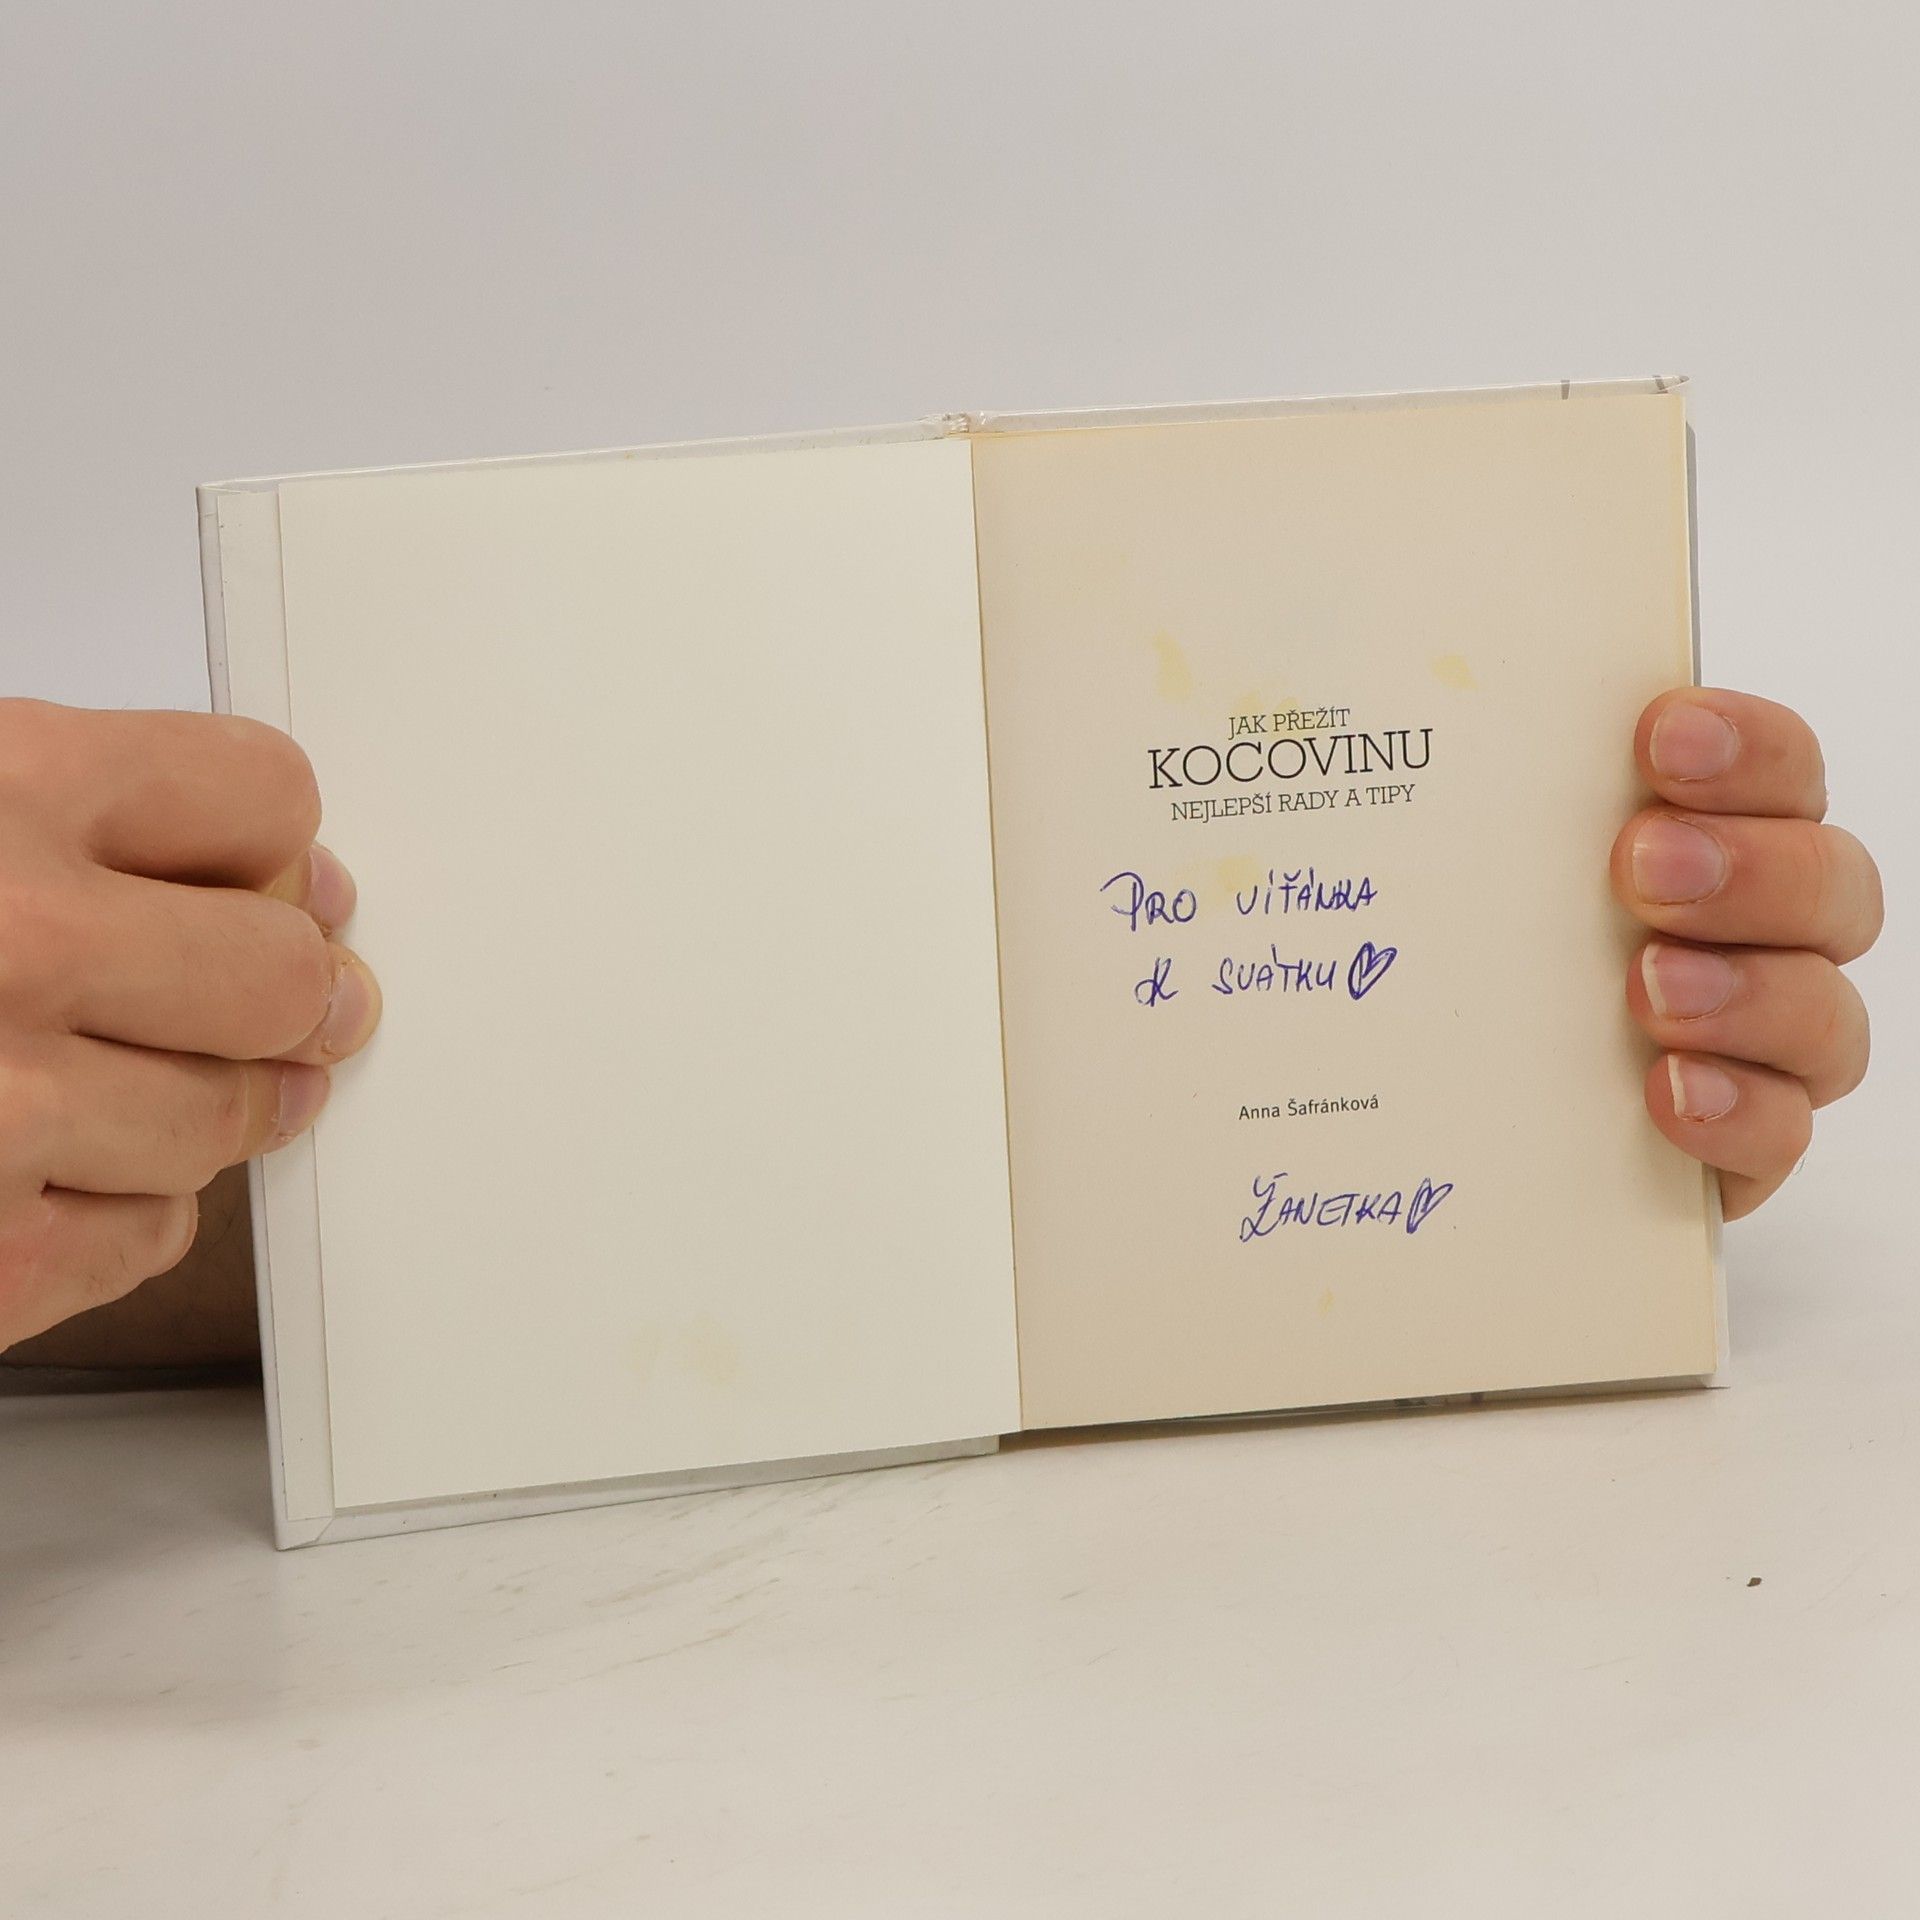 JAK PŘEŽÍT
KOCOVINU
NEJLEPŠÍ RADY A TIPY
PRO VÍŤÁNKA
K SVÁTKU
Anna Šafránková
ŽANETKA